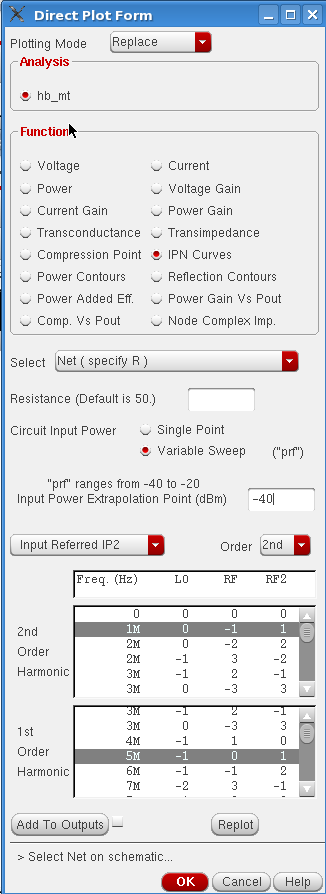 Direct Plot Form
Plotting Mode Replace
Analysis
hb_mt
Function
Voltage Current
Power Voltage Gain
Current Gain Power Gain
Transconductance Transimpedance
Compression Point IPN Curves
Power Contours Reflection Contours
Power Added Eff. Power Gain Vs Pout
Comp. Vs Pout Node Complex Imp.
Select Net ( specify R )
Resistance (Default is 50.)
Circuit Input Power Single Point
Variable Sweep ("prf")
"prf" ranges from -40 to -20
Input Power Extrapolation Point (dBm) -40
Input Referred IP2 Order 2nd
Freq. (Hz) LO RF RF2
2nd
Order
Harmonic
0 0 0 0
1M 0 -1 1
2M 0 -2 2
2M -1 3 -2
3M -1 2 -1
3M 0 -3 3
1st
Order
Harmonic
3M -1 2 -1
3M 0 -3 3
4M -1 1 0
5M -1 0 1
6M -1 -1 2
7M -2 3 -1
Add To Outputs Replot
> Select Net on schematic...
OK Cancel Help